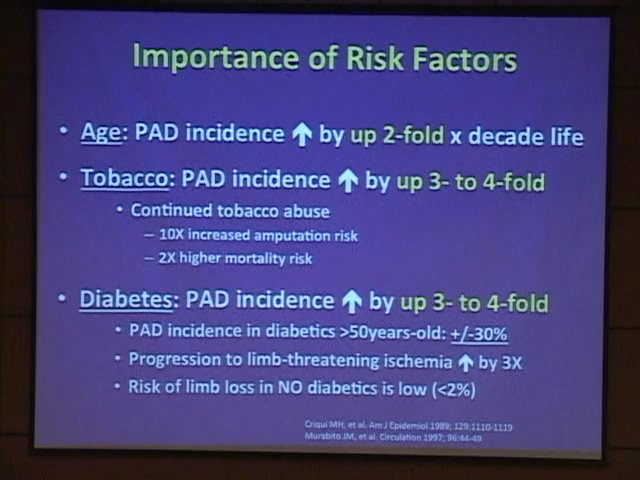 Importance of Risk Factors
• Age: PAD incidence ↑ by up 2-fold x decade life
• Tobacco: PAD incidence ↑ by up 3- to 4-fold
• Continued tobacco abuse
– 10X increased amputation risk
– 2X higher mortality risk
• Diabetes: PAD incidence ↑ by up 3- to 4-fold
• PAD incidence in diabetics >50years-old: +/-30%
• Progression to limb-threatening ischemia ↑ by 3X
• Risk of limb loss in NO diabetics is low (<2%)
Criqui MH, et al. Am J Epidemiol 1989; 129:1110-1119
Murabito JM, et al. Circulation 1997; 96:44-49